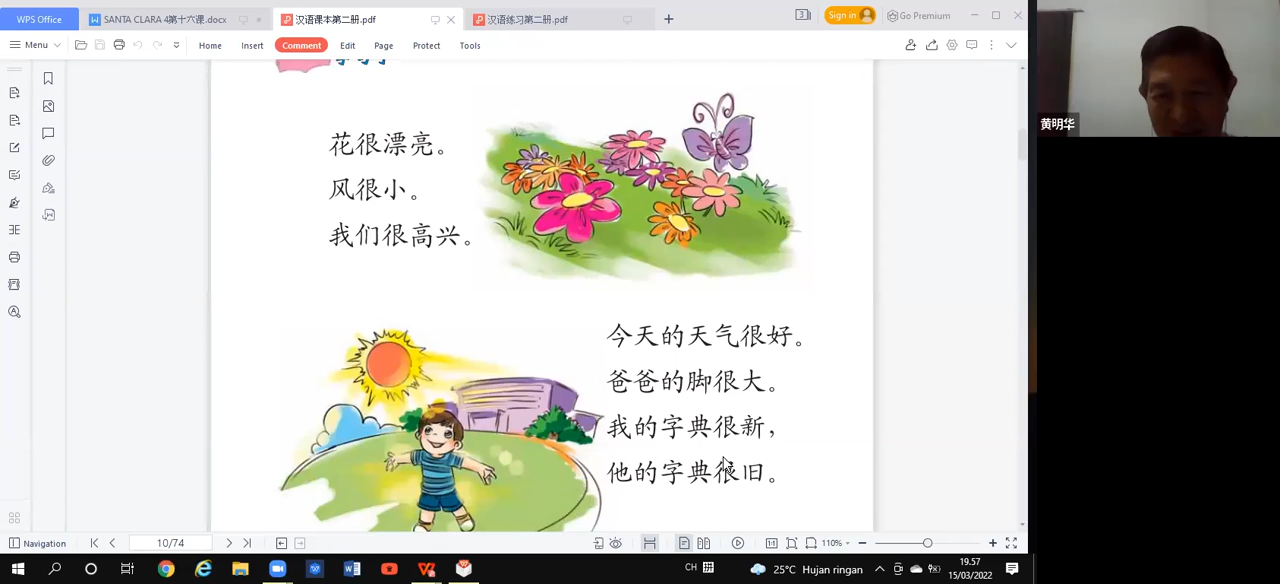 WPS Office
SANTA CLARA 4第十六课.docx
汉语课本第二册.pdf
汉语练习第二册.pdf
Sign in
Go Premium
Menu
Home
Insert
Comment
Edit
Page
Protect
Tools
花很漂亮。
风很小。
我们很高兴。
今天的天气很好。
爸爸的脚很大。
我的字典很新，
他的字典很旧。
黄明华
Navigation
10/74
110%
CH
25°C Hujan ringan
19.57
15/03/2022